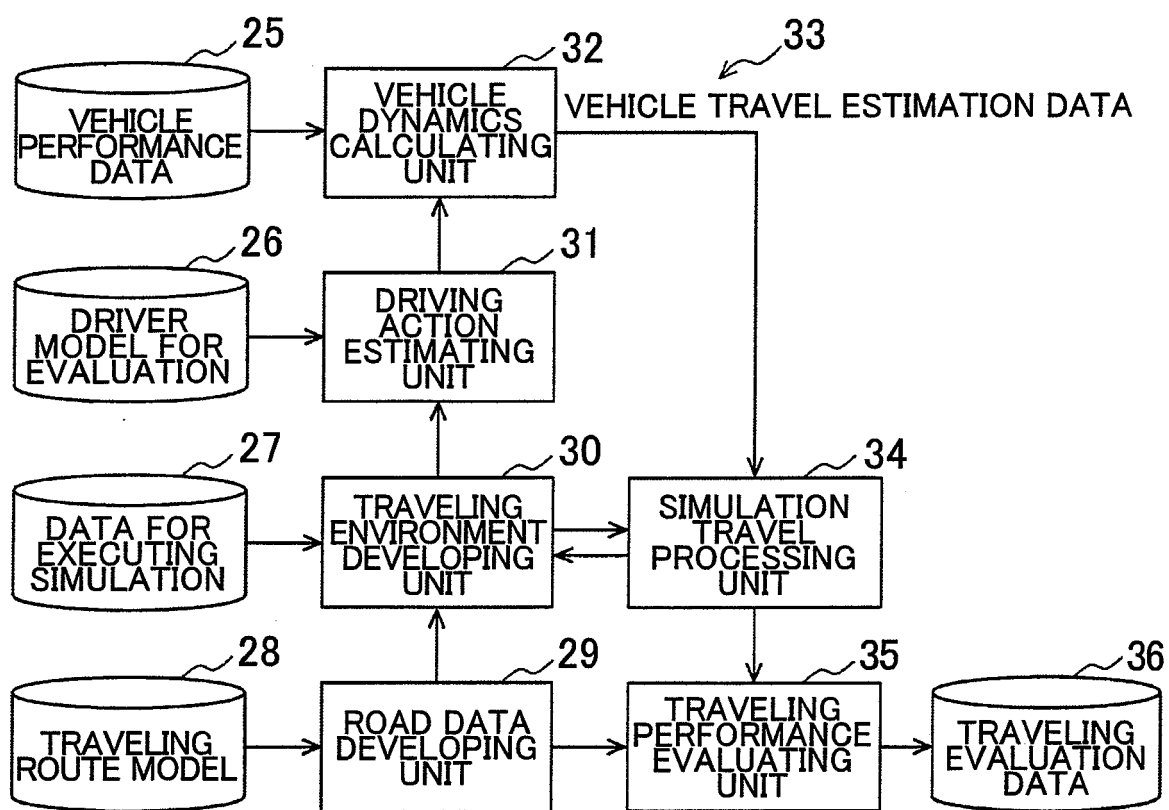 25
VEHICLE
PERFORMANCE
DATA
32
VEHICLE
DYNAMICS
CALCULATING
UNIT
33
VEHICLE TRAVEL ESTIMATION DATA
26
DRIVER
MODEL FOR
EVALUATION
31
DRIVING
ACTION
ESTIMATING
UNIT
27
DATA FOR
EXECUTING
SIMULATION
30
TRAVELING
ENVIRONMENT
DEVELOPING
UNIT
34
SIMULATION
TRAVEL
PROCESSING
UNIT
28
TRAVELING
ROUTE MODEL
29
ROAD DATA
DEVELOPING
UNIT
35
TRAVELING
PERFORMANCE
EVALUATING
UNIT
36
TRAVELING
EVALUATION
DATA